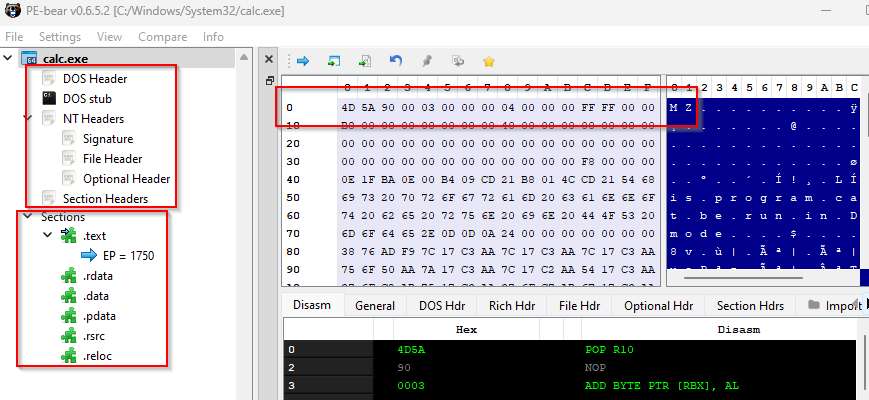 PE-bear v0.6.5.2 [C:/Windows/System32/calc.exe]
File Settings View Compare Info
calc.exe
DOS Header
DOS stub
NT Headers
Signature
File Header
Optional Header
Section Headers
Sections
.text
EP = 1750
.rdata
.data
.pdata
.rsrc
.reloc
0 1 2 3 4 5 6 7 8 9 A B C D E F 0 1 2 3 4 5 6 7 8 9 A B C
0 4D 5A 90 00 03 00 00 00 04 00 00 00 FF FF 00 00 M Z . . . . . . . . . . ÿ
10 B8 00 00 00 00 00 00 00 40 00 00 00 00 00 00 00 ¸ . . . . . . . @ . . . .
20 00 00 00 00 00 00 00 00 00 00 00 00 00 00 00 00 . . . . . . . . . . . . .
30 00 00 00 00 00 00 00 00 00 00 00 00 F8 00 00 00 . . . . . . . . . . . . ø
40 0E 1F BA 0E 00 B4 09 CD 21 B8 01 4C CD 21 54 68 . . º . . ´ . Í ! ¸ . L Í
50 69 73 20 70 72 6F 67 72 61 6D 20 63 61 6E 6E 6F i s . p r o g r a m . c a
60 74 20 62 65 20 72 75 6E 20 69 6E 20 44 4F 53 20 t . b e . r u n . i n . D
70 6D 6F 64 65 2E 0D 0D 0A 24 00 00 00 00 00 00 00 m o d e . . . . $ . . . .
80 38 76 AD F9 7C 17 C3 AA 7C 17 C3 AA 7C 17 C3 AA 8 v . ù | . Ã ª | . Ã ª |
90 75 6F 50 AA 7A 17 C3 AA 7C 17 C2 AA 54 17 C3 AA
Disasm General DOS Hdr Rich Hdr File Hdr Optional Hdr Section Hdrs Import
Hex Disasm
0 4D5A POP R10
2 90 NOP
3 0003 ADD BYTE PTR [RBX], AL